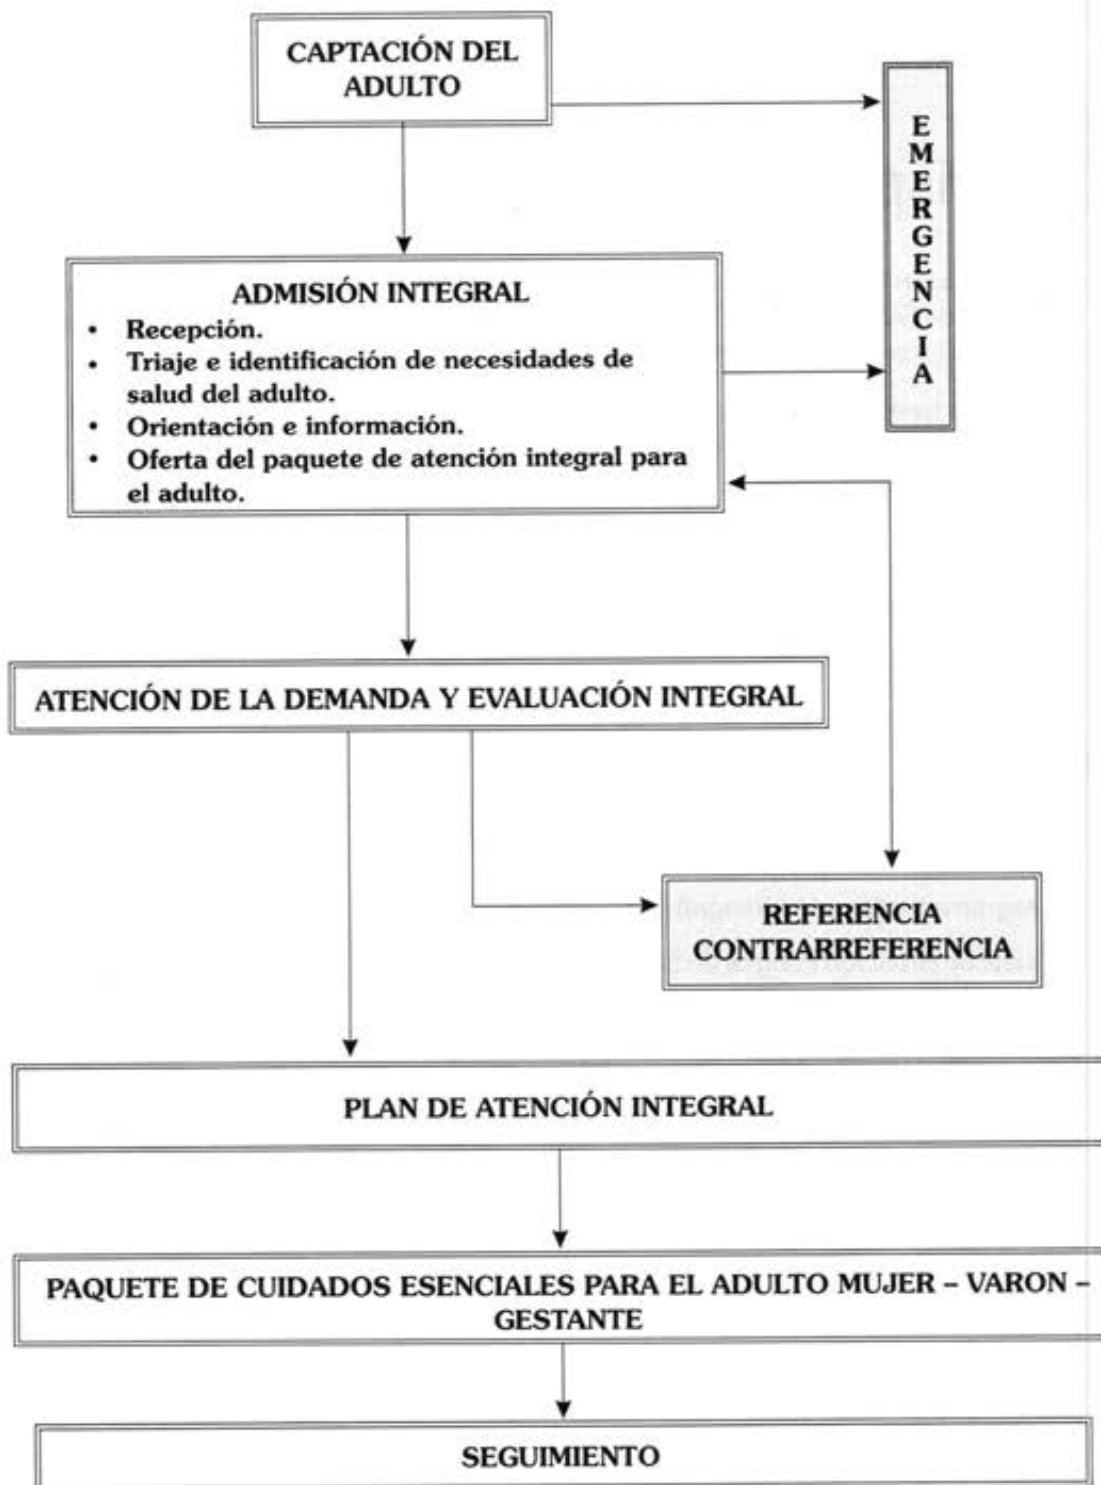 CAPTACIÓN DEL
ADULTO
EMERGENCIA
ADMISIÓN INTEGRAL
• Recepción.
• Triaje e identificación de necesidades de
salud del adulto.
• Orientación e información.
• Oferta del paquete de atención integral para
el adulto.
ATENCIÓN DE LA DEMANDA Y EVALUACIÓN INTEGRAL
REFERENCIA
CONTRARREFERENCIA
PLAN DE ATENCIÓN INTEGRAL
PAQUETE DE CUIDADOS ESENCIALES PARA EL ADULTO MUJER – VARON –
GESTANTE
SEGUIMIENTO